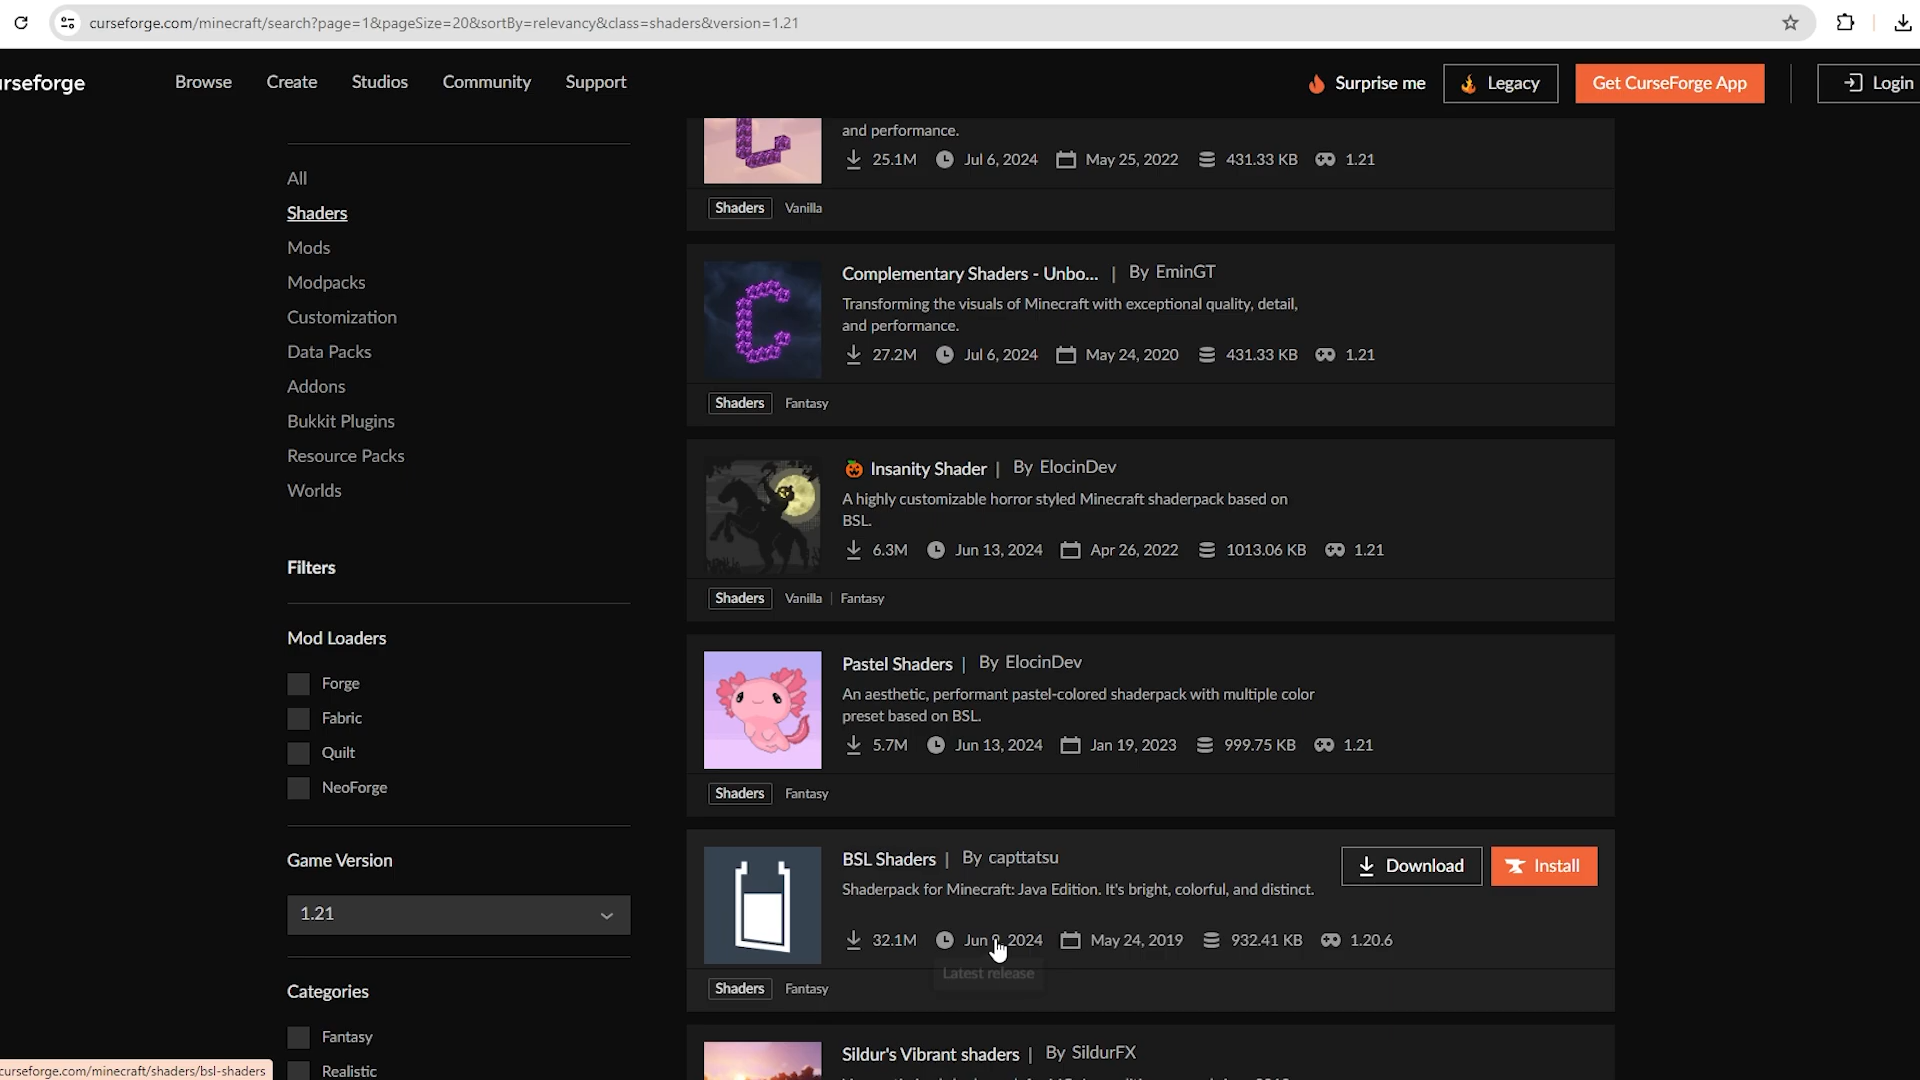 curseforge.com/minecraft/search?page=1&pageSize=20&sortBy=relevancy&class=shaders&version=1.21
urseforge
Browse
Create
Studios
Community
Support
Surprise me
Legacy
Get CurseForge App
Login
All
Shaders
Mods
Modpacks
Customization
Data Packs
Addons
Bukkit Plugins
Resource Packs
Worlds
Filters
Mod Loaders
Forge
Fabric
Quilt
NeoForge
Game Version
1.21
Categories
Fantasy
Realistic
and performance.
25.1M Jul 6, 2024 May 25, 2022 431.33 KB 1.21
Shaders Vanilla
Complementary Shaders - Unbo... | By EminGT
Transforming the visuals of Minecraft with exceptional quality, detail,
and performance.
27.2M Jul 6, 2024 May 24, 2020 431.33 KB 1.21
Shaders Fantasy
🎃 Insanity Shader | By ElocinDev
A highly customizable horror styled Minecraft shaderpack based on
BSL.
6.3M Jun 13, 2024 Apr 26, 2022 1013.06 KB 1.21
Shaders Vanilla | Fantasy
Pastel Shaders | By ElocinDev
An aesthetic, performant pastel-colored shaderpack with multiple color
preset based on BSL.
5.7M Jun 13, 2024 Jan 19, 2023 999.75 KB 1.21
Shaders Fantasy
BSL Shaders | By capttatsu
Download
Install
Shaderpack for Minecraft: Java Edition. It's bright, colorful, and distinct.
32.1M Jun 2024 May 24, 2019 932.41 KB 1.20.6
Latest release
Shaders Fantasy
Sildur's Vibrant shaders | By SildurFX
curseforge.com/minecraft/shaders/bsl-shaders